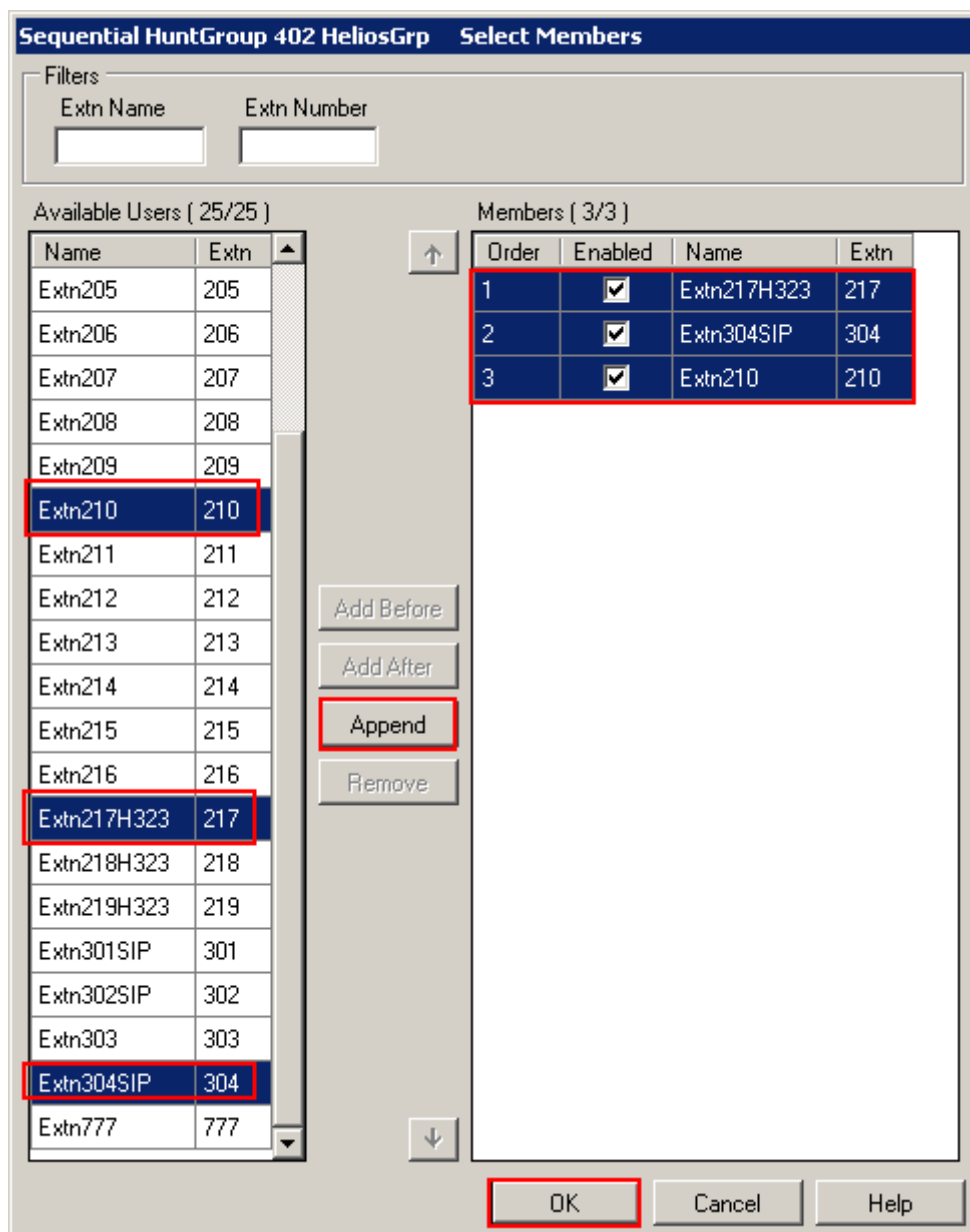 Sequential HuntGroup 402 HeliosGrp Select Members
Filters
Extn Name Extn Number
Available Users ( 25/25 )
Name Extn
Extn205 205
Extn206 206
Extn207 207
Extn208 208
Extn209 209
Extn210 210
Extn211 211
Extn212 212
Extn213 213
Extn214 214
Extn215 215
Extn216 216
Extn217H323 217
Extn218H323 218
Extn219H323 219
Extn301SIP 301
Extn302SIP 302
Extn303 303
Extn304SIP 304
Extn777 777
Add Before
Add After
Append
Remove
Members ( 3/3 )
Order Enabled Name Extn
1 Extn217H323 217
2 Extn304SIP 304
3 Extn210 210
OK Cancel Help